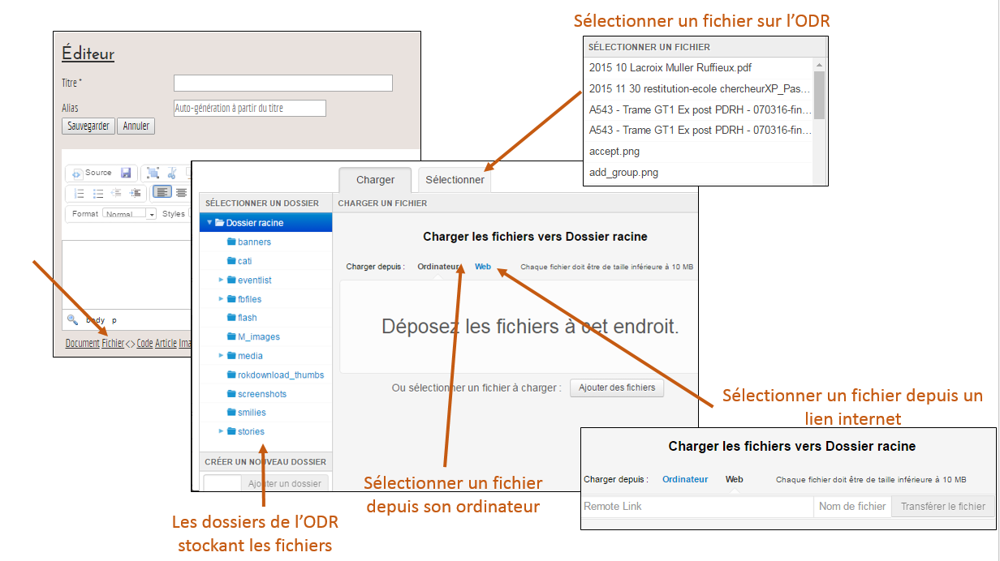 Sélectionner un fichier sur l'ODR
SÉLECTIONNER UN FICHIER
2015 10 Lacroix Muller Ruffieux.pdf
2015 11 30 restitution-ecole chercheurXP_Pas...
A543 - Trame GT1 Ex post PDRH - 070316-fin...
A543 - Trame GT1 Ex post PDRH - 070316-fin...
accept.png
add_group.png
Éditeur
Titre *
Alias
Auto-génération à partir du titre
Sauvegarder Annuler
Source
Format Normal Styles
body p
Document Fichier <> Code Article Ima
Charger Sélectionner
SÉLECTIONNER UN DOSSIER
Dossier racine
banners
cati
eventlist
fbfiles
flash
M_images
media
rokdownload_thumbs
screenshots
smilies
stories
CRÉER UN NOUVEAU DOSSIER
Ajouter un dossier
CHARGER UN FICHIER
Charger les fichiers vers Dossier racine
Charger depuis : Ordinateur Web Chaque fichier doit être de taille inférieure à 10 MB
Déposez les fichiers à cet endroit.
Ou sélectionner un fichier à charger : Ajouter des fichiers
Les dossiers de l'ODR
stockant les fichiers
Sélectionner un fichier
depuis son ordinateur
Sélectionner un fichier depuis un
lien internet
Charger les fichiers vers Dossier racine
Charger depuis : Ordinateur Web Chaque fichier doit être de taille inférieure à 10 MB
Remote Link Nom de fichier Transférer le fichier